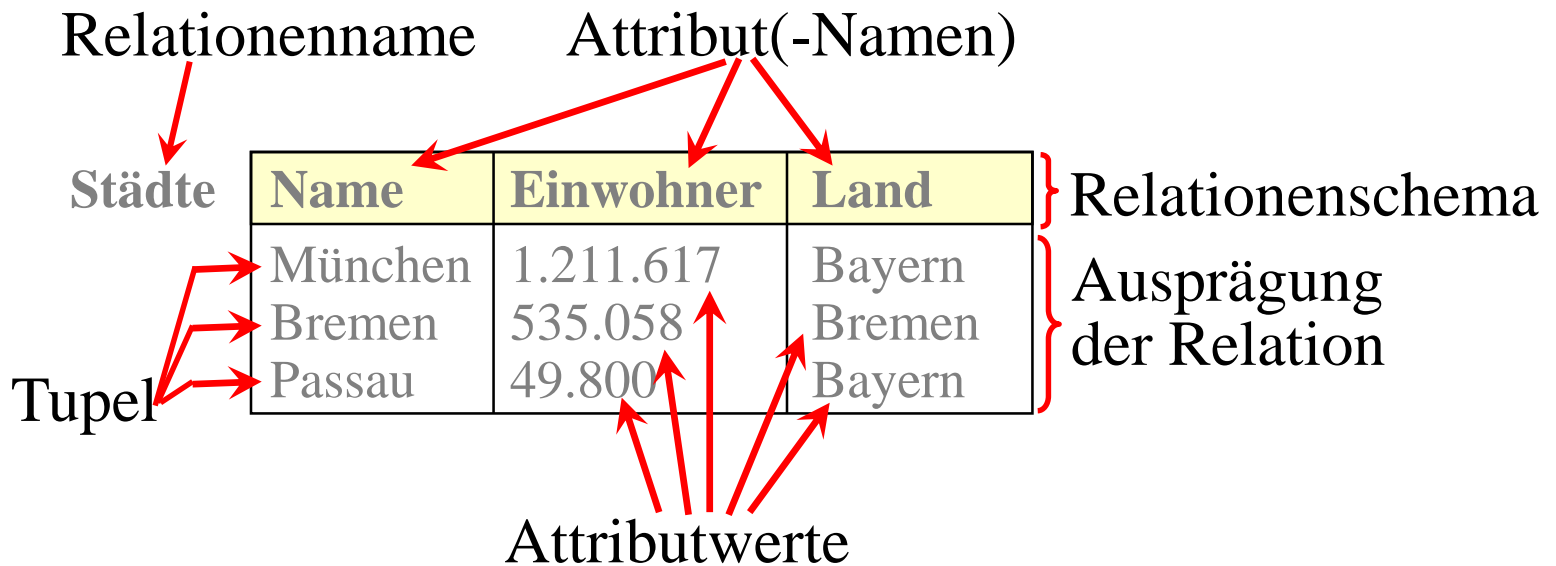 Relationenname Attribut(-Namen)
Städte Name Einwohner Land
Relationenschema
München 1.211.617 Bayern
Bremen 535.058 Bremen
Passau 49.800 Bayern
Ausprägung
der Relation
Tupel
Attributwerte